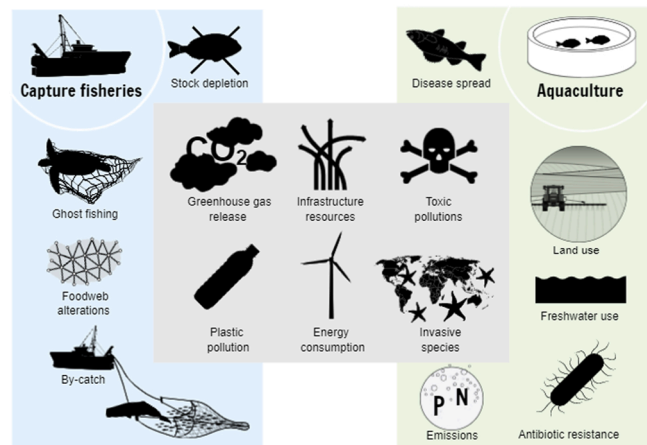 Capture fisheries
Stock depletion
Disease spread
Aquaculture
CO2
Greenhouse gas
release
Infrastructure
resources
Toxic
pollutions
Ghost fishing
Land use
Foodweb
alterations
Plastic
pollution
Energy
consumption
Invasive
species
Freshwater use
By-catch
P N
Emissions
Antibiotic resistance